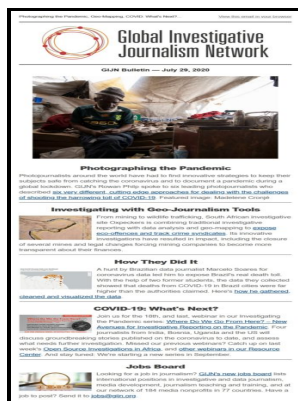 Photographing the Pandemic, Geo-Mapping, COVID: What's Next?...
View this email in your browser
Global Investigative
Journalism Network
GIJN Bulletin — July 29, 2020
Photographing the Pandemic
Photojournalists around the world have had to find innovative strategies to keep their
subjects safe from catching the coronavirus and to document a pandemic during a
global lockdown. GIJN's Rowan Philp spoke to six leading photojournalists who
described six very different, cutting edge approaches for dealing with the challenges
of shooting the harrowing toll of COVID-19. Featured image: Madelene Cronjé
Investigating with Geo-Journalism Tools
From mining to wildlife trafficking, South African investigative
site Oxpeckers is combining traditional investigative
reporting with data analysis and geo-mapping to expose
eco-offences and track crime syndicates. Its innovative
investigations have resulted in impact, including the closure
of several mines and legal changes forcing mining companies to become more
transparent about their finances.
How They Did It
A hunch by Brazilian data journalist Marcelo Soares for
coronavirus data led him to expose Brazil's real death toll.
With the help of two former students, the data they collected
showed that deaths from COVID-19 in Brazil cities were far
higher than the authorities claimed. Here's how he gathered,
cleaned and visualized the data.
COVID-19: What's Next?
Join us for the 19th, and last, webinar in our Investigating
the Pandemic series: Where Do We Go From Here? – New
Avenues for Investigative Reporting on the Pandemic. Four
journalists from India, Bosnia, Uganda and the US will
discuss groundbreaking stories published on the coronavirus to date, and assess
what needs further investigation. Missed our previous webinars? Catch up on last
week's Open Source Investigations in Africa, and other webinars in our Resource
Center. And stay tuned: We're starting a new series in September.
Jobs Board
Looking for a job in journalism? GIJN's new jobs board lists
international positions in investigative and data journalism,
media development, journalism teaching and training, and at
our network of 184 media nonprofits in 77 countries. Have a
job to post? Send it to jobs@gijn.org.